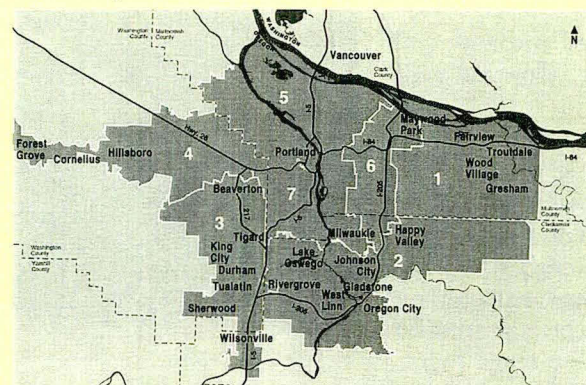 Washington County
Multnomah County
WASHINGTON
OREGON
Vancouver
N
Clark County
5
I-5
Hwy. 26
Maywood Park
I-84
Fairview
Forest Grove
Cornelius
Hillsboro
4
Portland
6
Troutdale
I-84
Wood Village
1
Gresham
Beaverton
7
I-205
Multnomah County
Clackamas County
217
3
I-5
Tigard
Milwaukie
Happy Valley
King City
Lake Oswego
Johnson City
2
Washington County
Yamhill County
Durham
Tualatin
Rivergrove
Gladstone
West Linn
Sherwood
I-205
Oregon City
Wilsonville
I-5